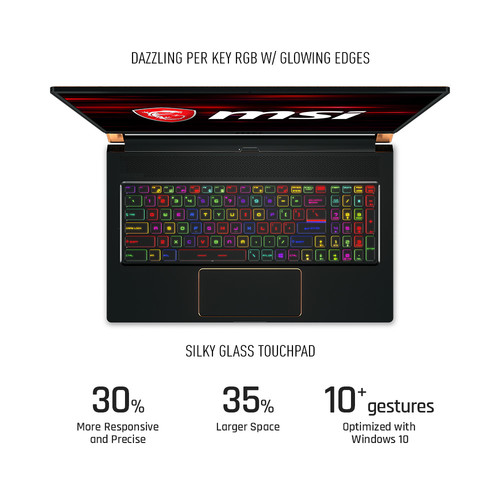 DAZZLING PER KEY RGB W/ GLOWING EDGES
msi
SILKY GLASS TOUCHPAD
30%
More Responsive
and Precise
35%
Larger Space
10+ gestures
Optimized with
Windows 10